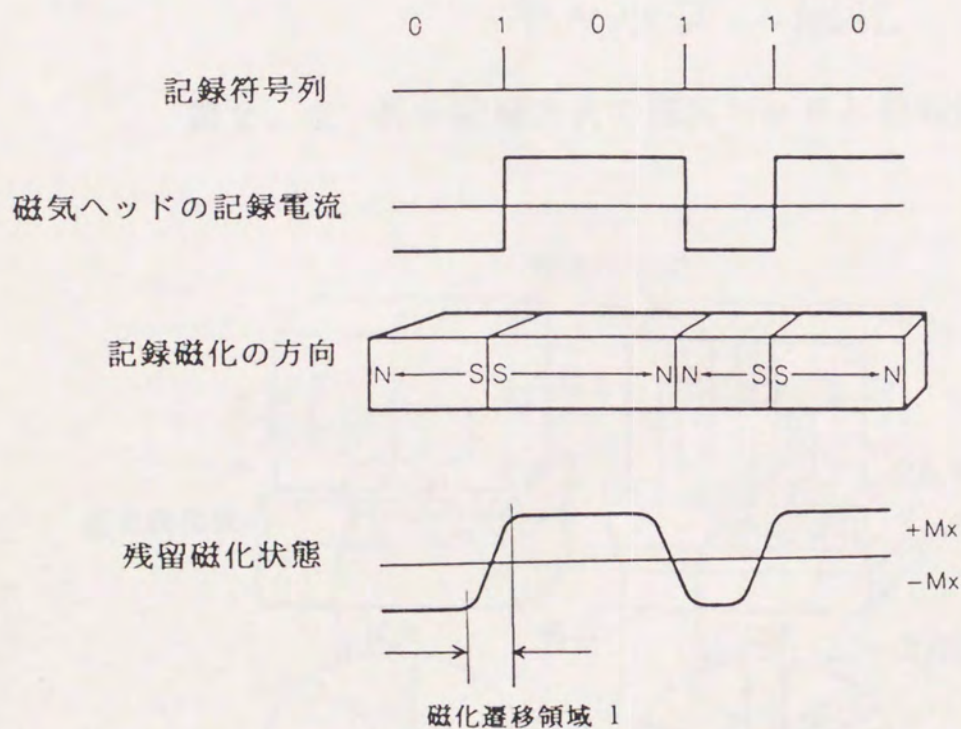 0 1 0 1 1 0
記録符号列
磁気ヘッドの記録電流
記録磁化の方向
N S S N N S S N
残留磁化状態
+Mx
-Mx
磁化遷移領域 1